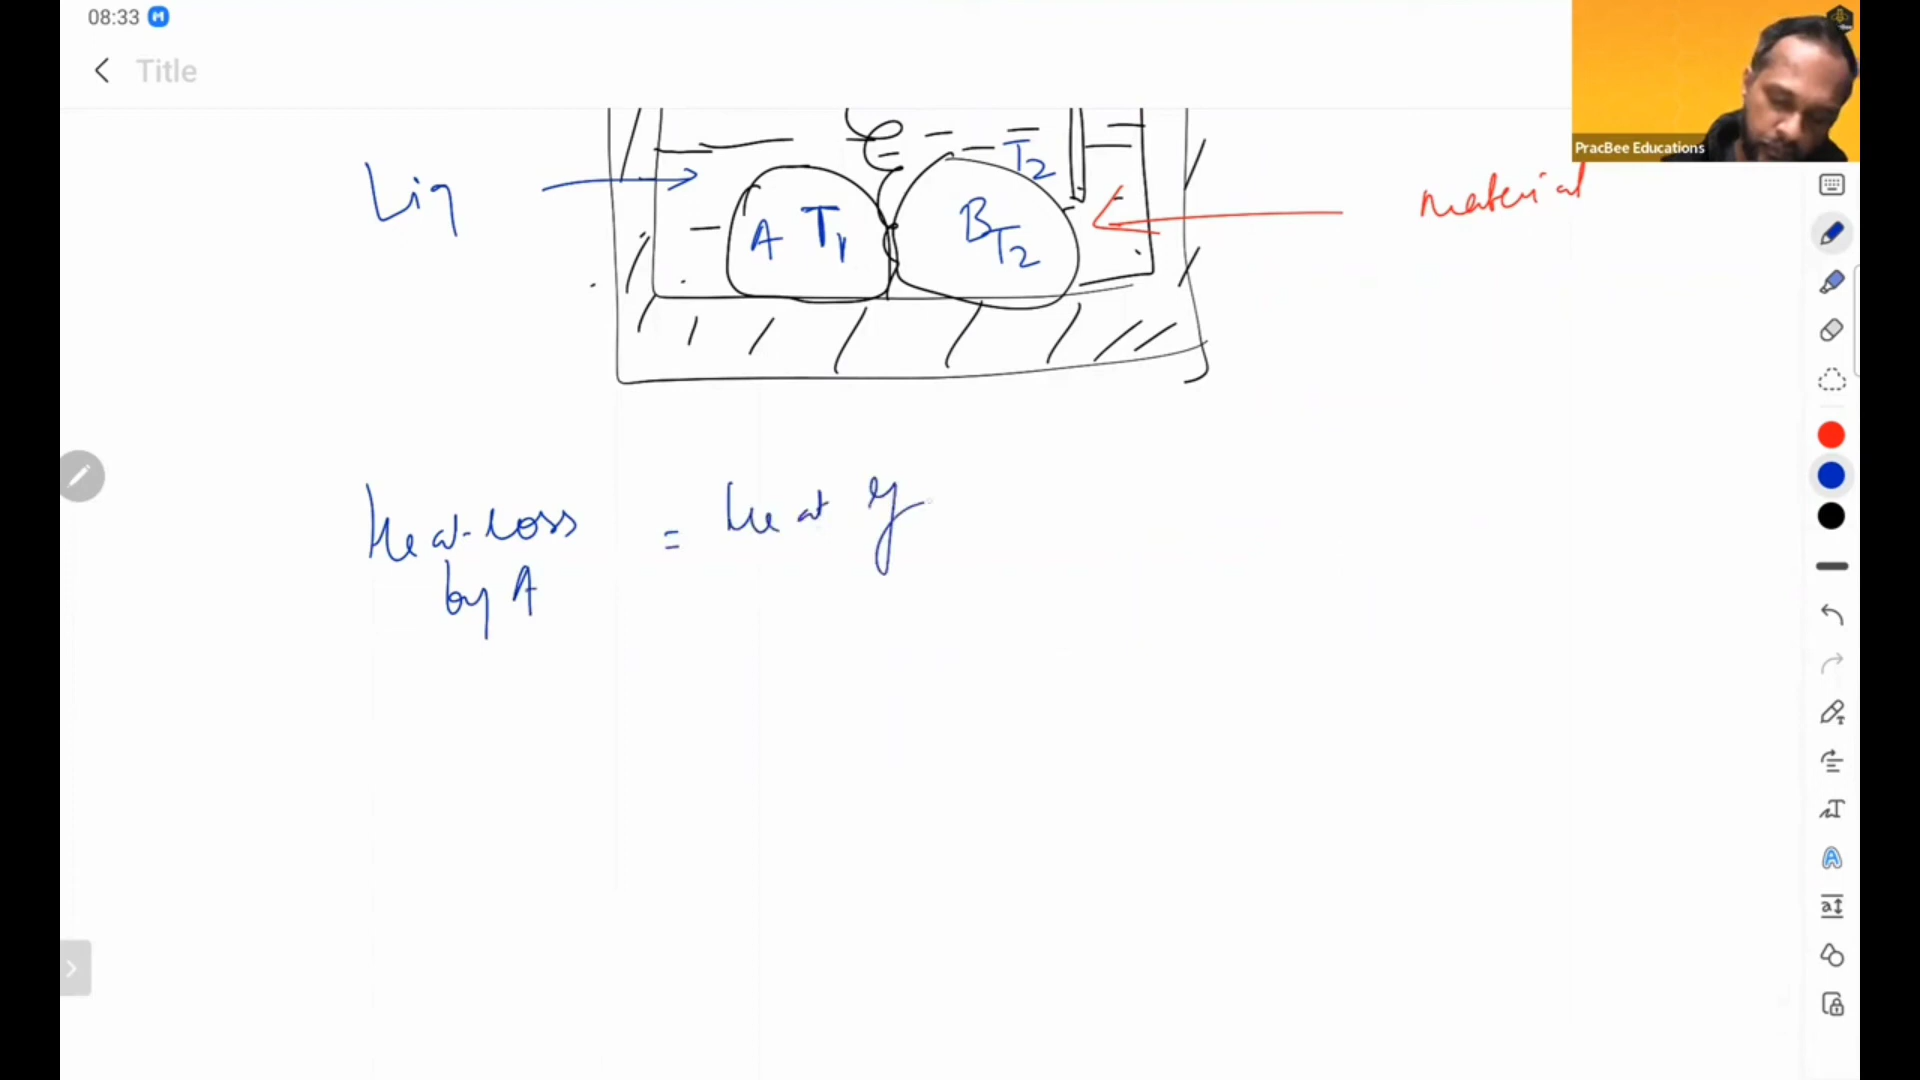 08:33
Title
PracBee Educations
T2
Liq
material
A T1
B T2
Heat loss = Heat g
by A